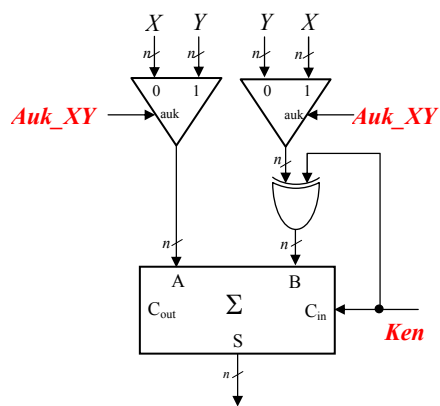 X Y Y X
n n n n
0 1 0 1
auk auk
Auk_XY Auk_XY
n
n n
A B
Cout Σ Cin
S Ken
n